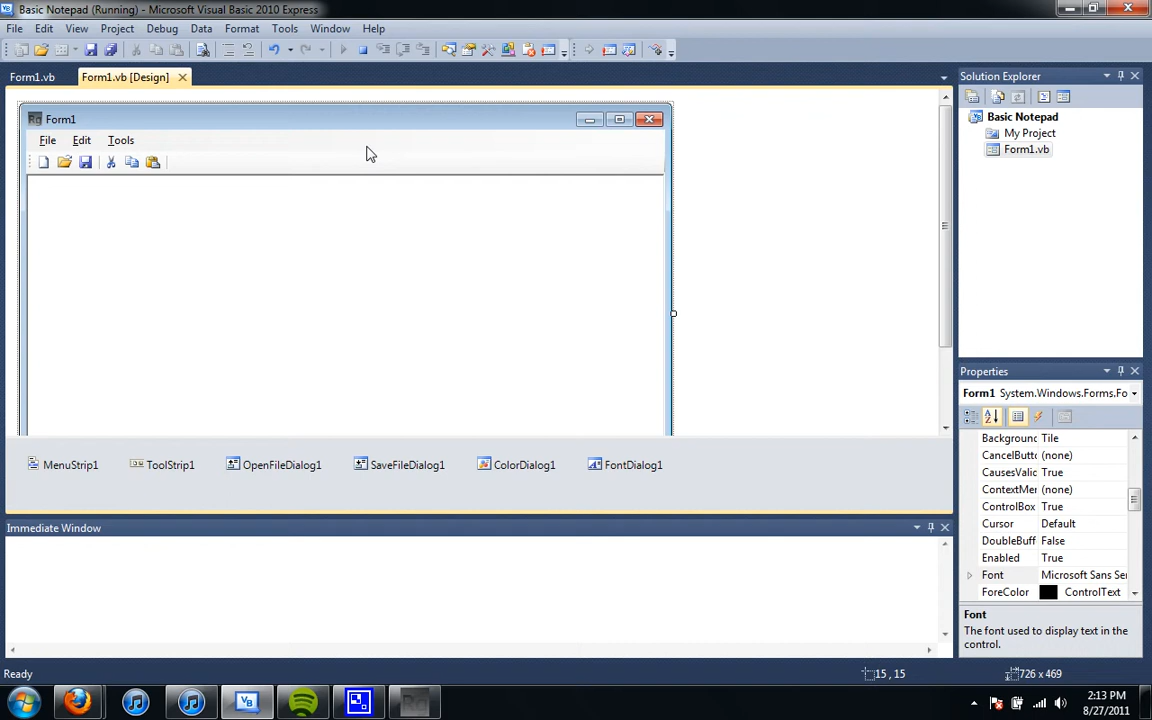 Basic Notepad (Running) - Microsoft Visual Basic 2010 Express
File Edit View Project Debug Data Format Tools Window Help
Form1.vb Form1.vb [Design]
Form1
File Edit Tools
MenuStrip1 ToolStrip1 OpenFileDialog1 SaveFileDialog1 ColorDialog1 FontDialog1
Immediate Window
Solution Explorer
Basic Notepad
My Project
Form1.vb
Properties
Form1 System.Windows.Forms.Fo
Background Tile
CancelButto (none)
CausesValic True
ContextMer (none)
ControlBox True
Cursor Default
DoubleBuff False
Enabled True
Font Microsoft Sans Ser
ForeColor ControlText
Font
The font used to display text in the
control.
Ready 15 , 15 726 x 469
2:13 PM
8/27/2011